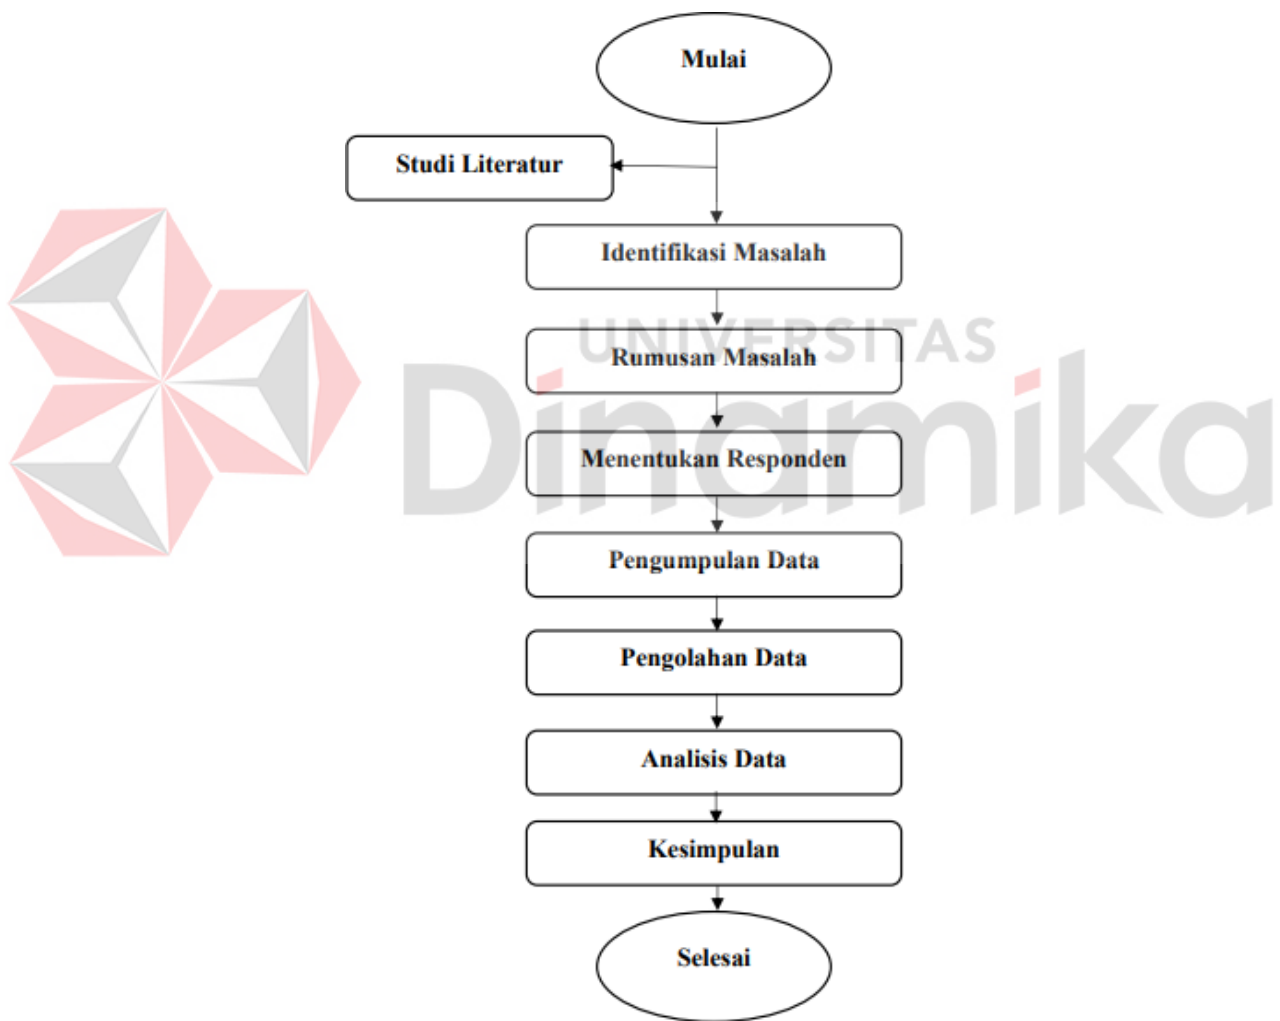 Mulai
Studi Literatur
Identifikasi Masalah
UNIVERSITAS
Rumusan Masalah
Dinamika
Menentukan Responden
Pengumpulan Data
Pengolahan Data
Analisis Data
Kesimpulan
Selesai